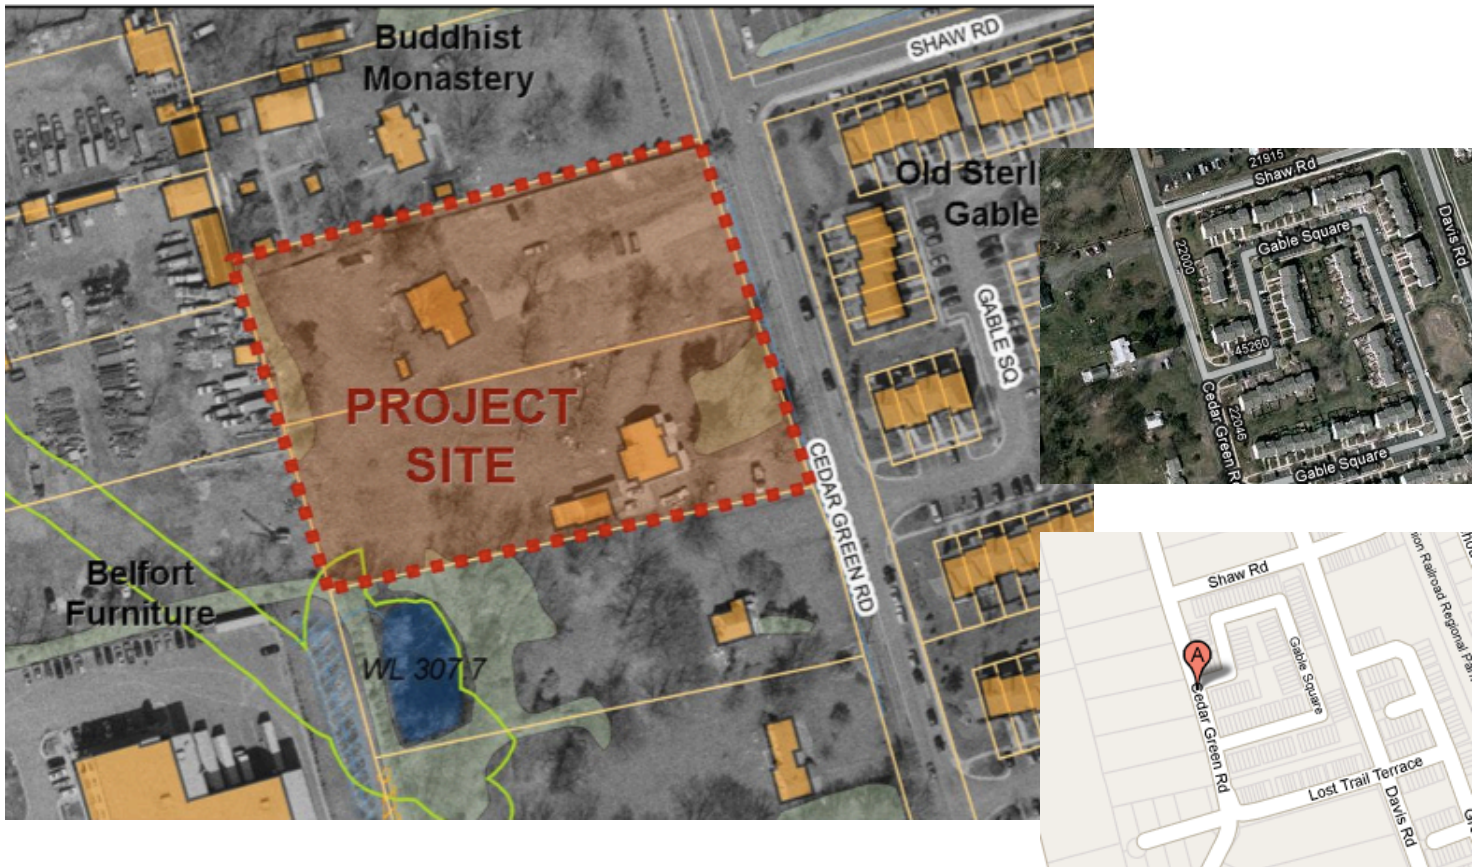 Buddhist
Monastery
SHAW RD
Old Sterl
Gable
GABLE SQ
PROJECT
SITE
CEDAR GREEN RD
Belfort
Furniture
WL 307 7
21915
Shaw Rd
Davis Rd
22000
Gable Square
45260
Cedar Green R
22046
Gable Square
Shaw Rd
A
Gable Square
Cedar Green Rd
Lost Trail Terrace
Davis Rd
ion Railroad Regional Park